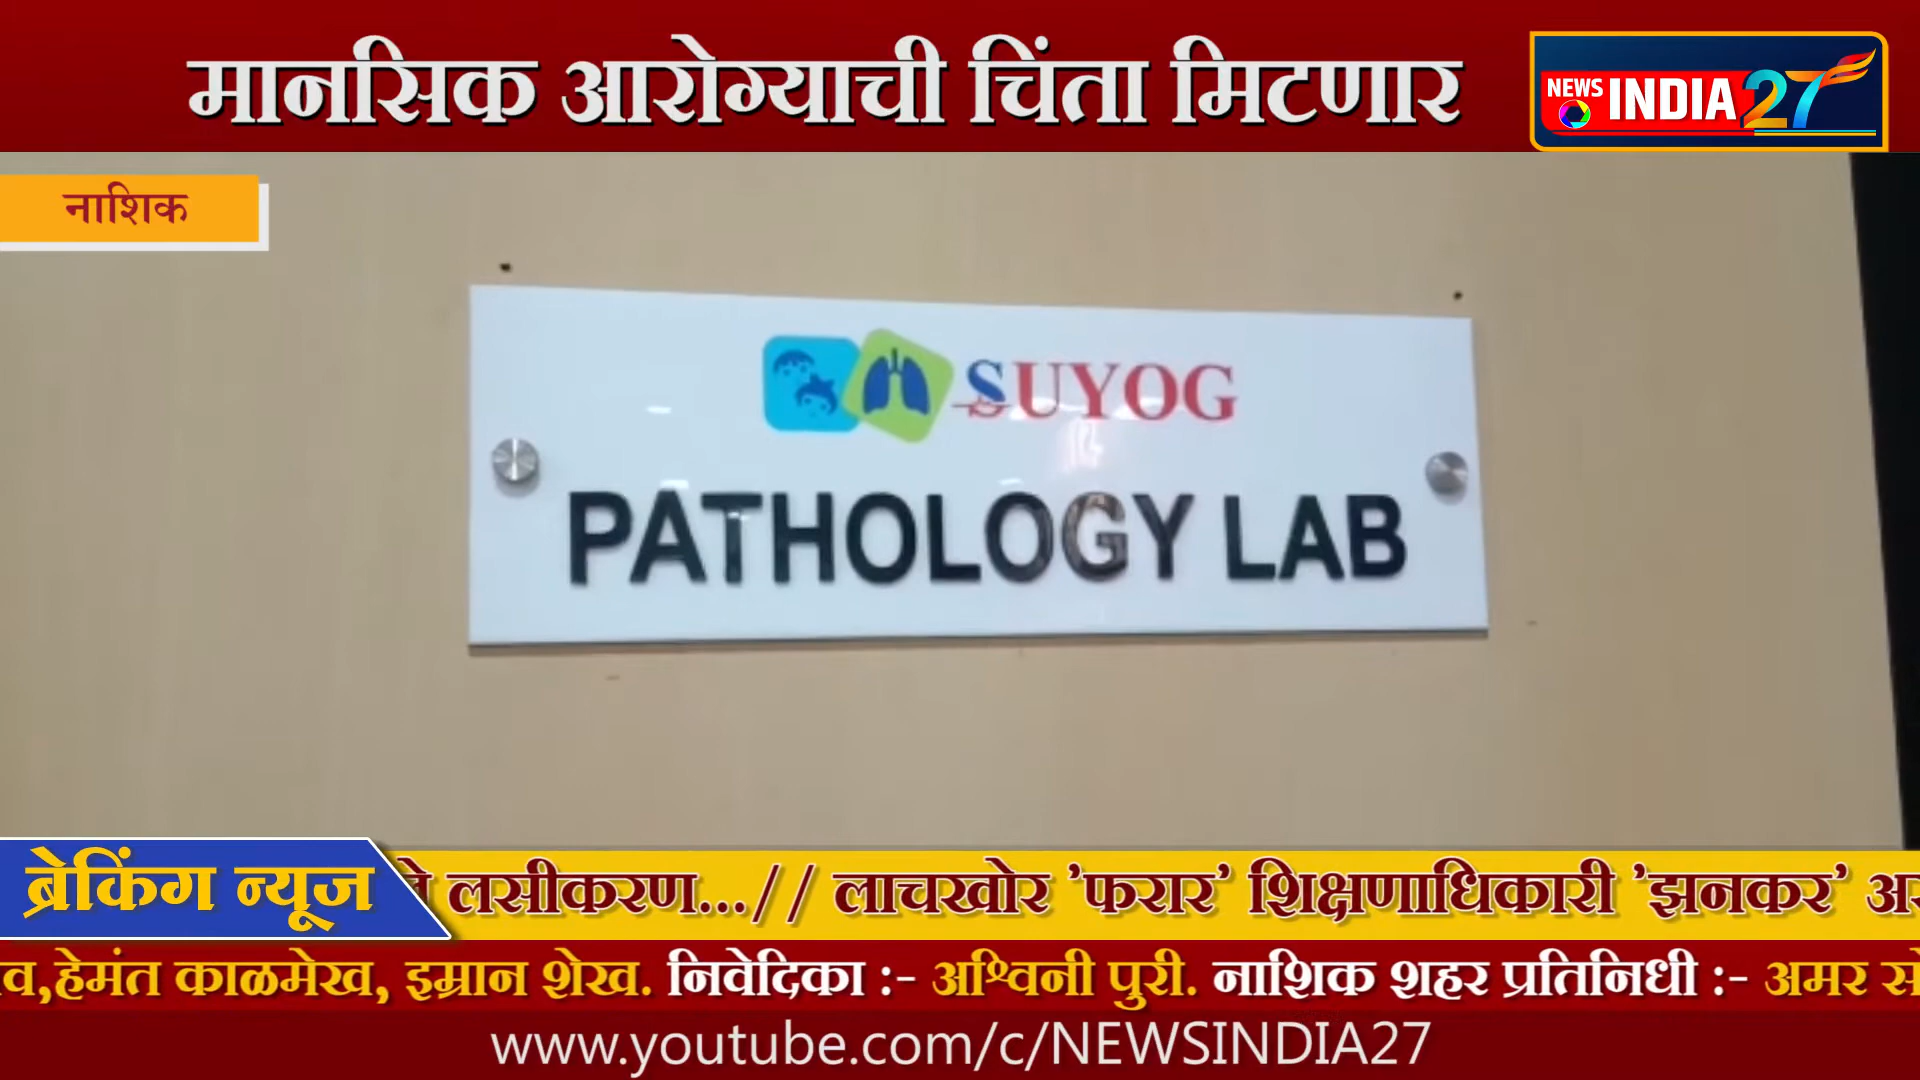 मानसिक आरोग्याची चिंता मिटणार
NEWS INDIA 27
नाशिक
SUYOG
PATHOLOGY LAB
ब्रेकिंग न्यूज
लसीकरण...// लाचखोर 'फरार' शिक्षणाधिकारी 'झनकर'
हेमंत काळमेख, इम्रान शेख. निवेदिका :- अश्विनी पुरी. नाशिक शहर प्रतिनिधी :- अमर
www.youtube.com/c/NEWSINDIA27